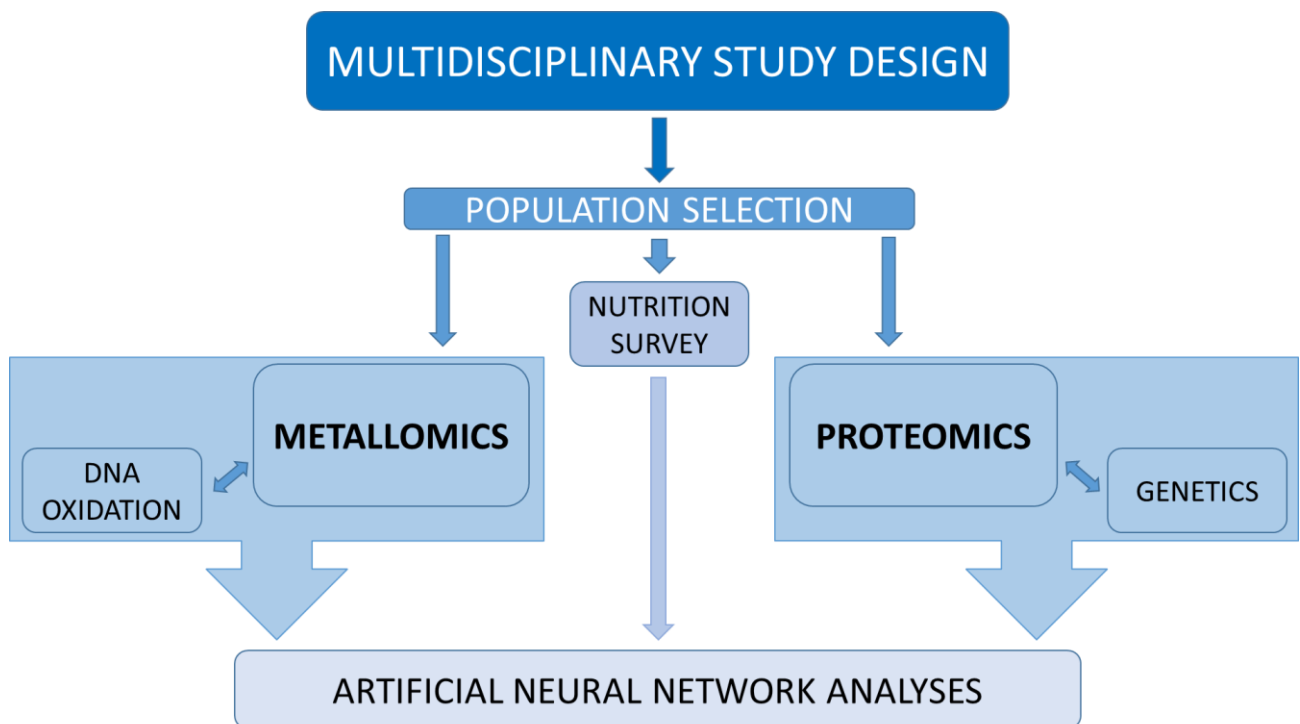 MULTIDISCIPLINARY STUDY DESIGN
POPULATION SELECTION
NUTRITION
SURVEY
METALLOMICS
DNA
OXIDATION
PROTEOMICS
GENETICS
ARTIFICIAL NEURAL NETWORK ANALYSES